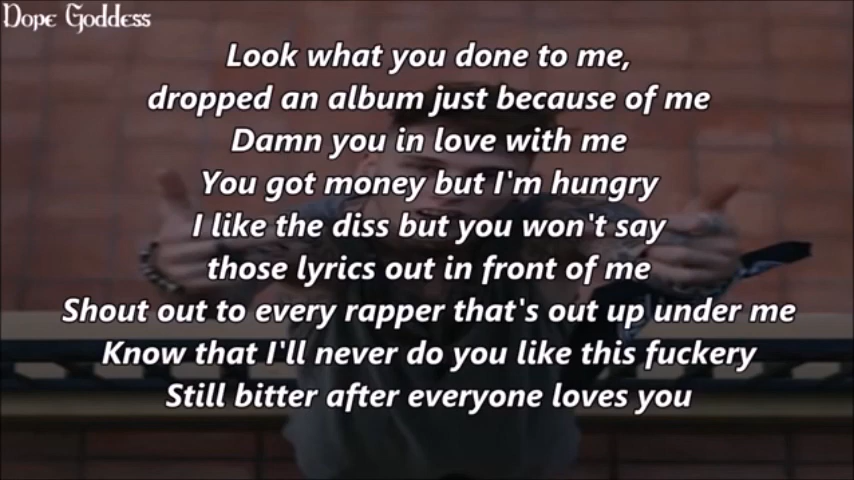 Dope Goddess
Look what you done to me,
dropped an album just because of me
Damn you in love with me
You got money but I'm hungry
I like the diss but you won't say
those lyrics out in front of me
Shout out to every rapper that's out up under me
Know that I'll never do you like this fuckery
Still bitter after everyone loves you